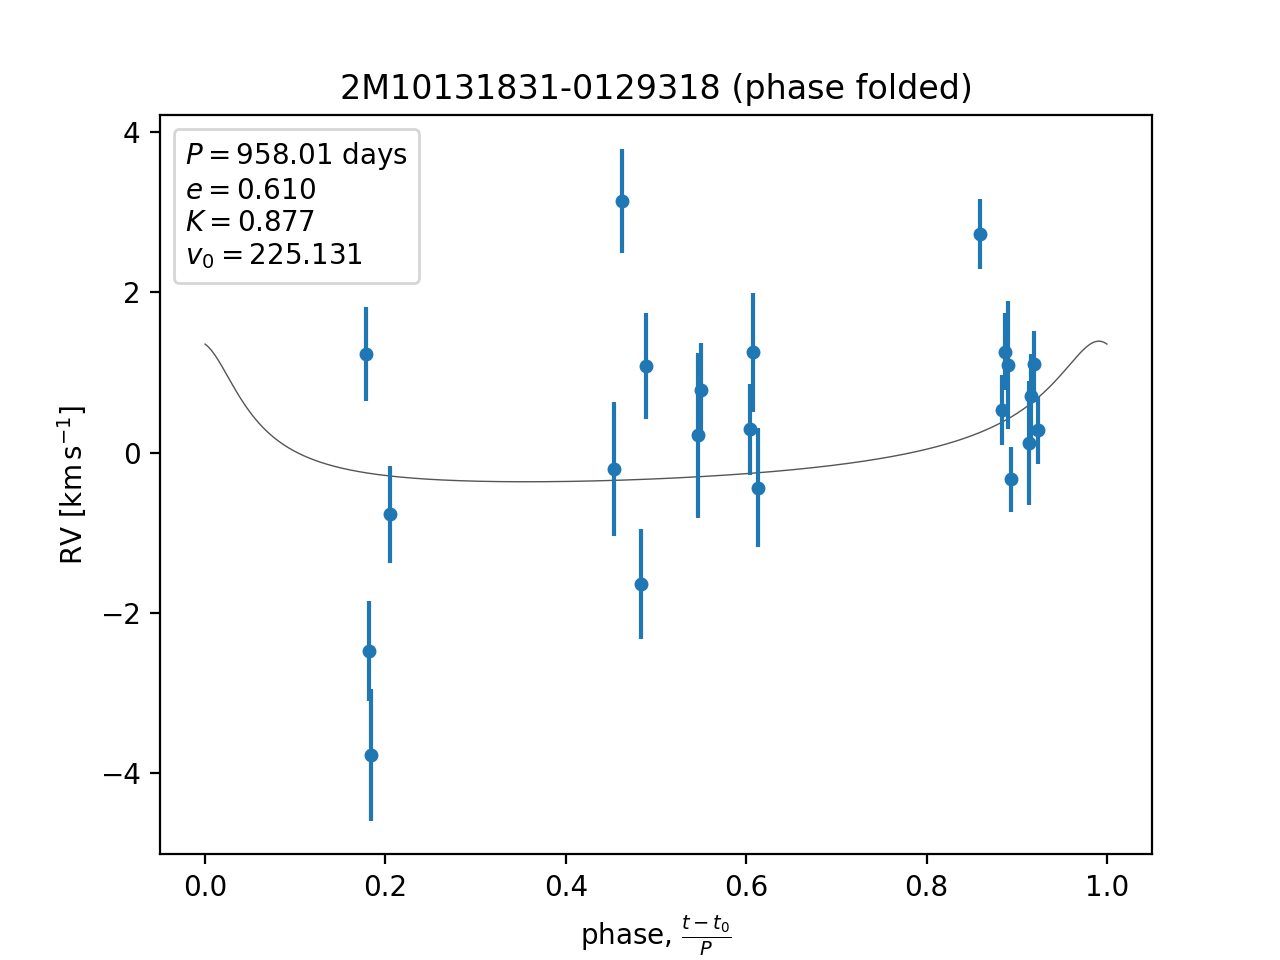 2M10131831-0129318 (phase folded)
P = 958.01 days
e = 0.610
K = 0.877
v₀ = 225.131
4
2
0
−2
−4
RV [km s⁻¹]
0.0 0.2 0.4 0.6 0.8 1.0
phase, (t − t₀)/P